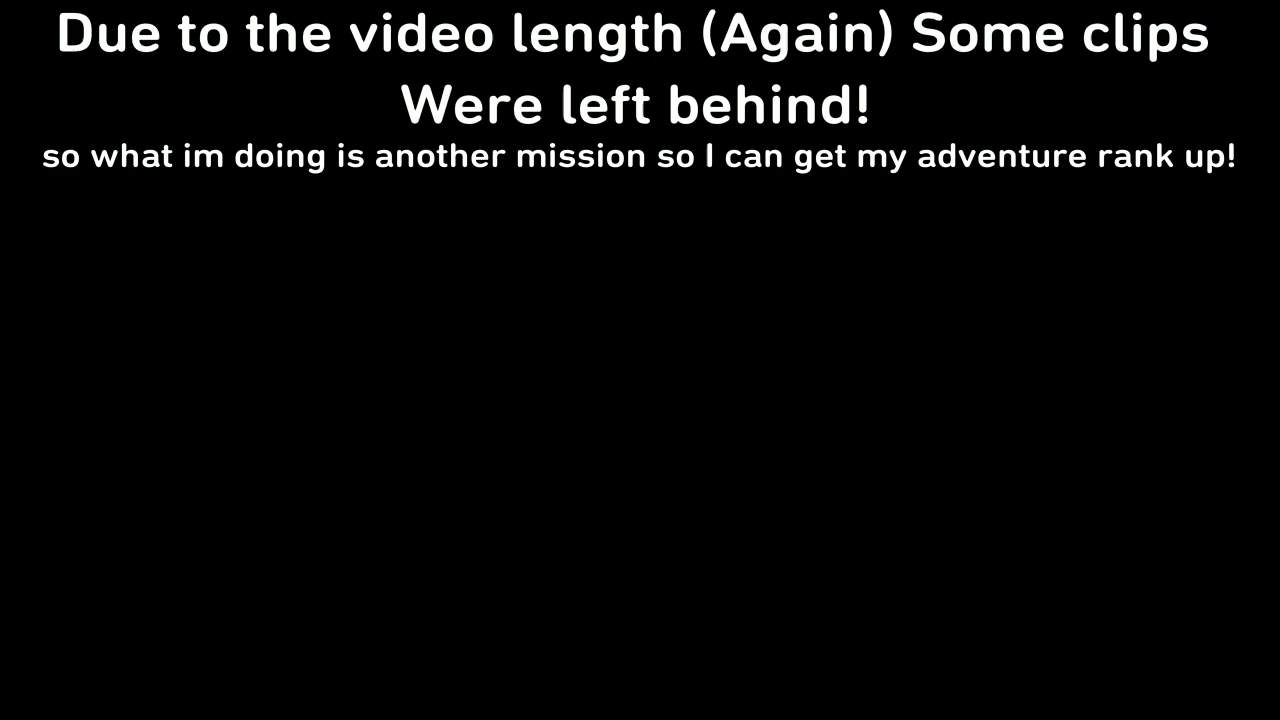 Due to the video length (Again) Some clips
Were left behind!
so what im doing is another mission so I can get my adventure rank up!